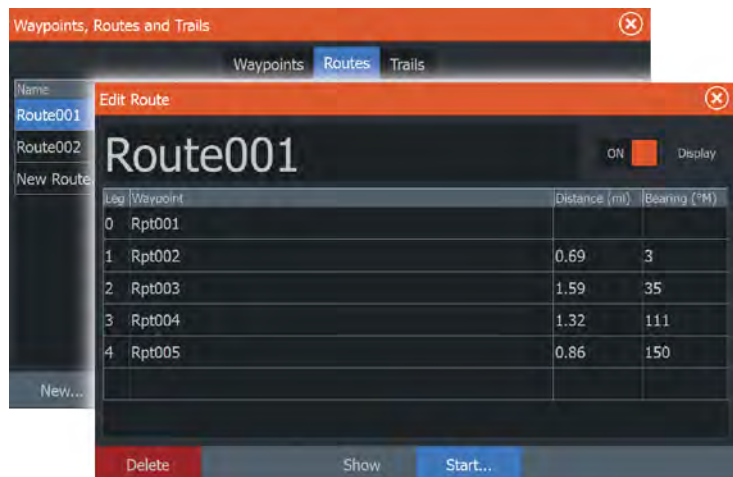 Waypoints, Routes and Trails
Waypoints Routes Trails
Name
Route001
Route002
New Route
New...
Edit Route
Route001
ON Display
Leg Waypoint Distance (mi) Bearing (°M)
0 Rpt001
1 Rpt002 0.69 3
2 Rpt003 1.59 35
3 Rpt004 1.32 111
4 Rpt005 0.86 150
Delete Show Start...